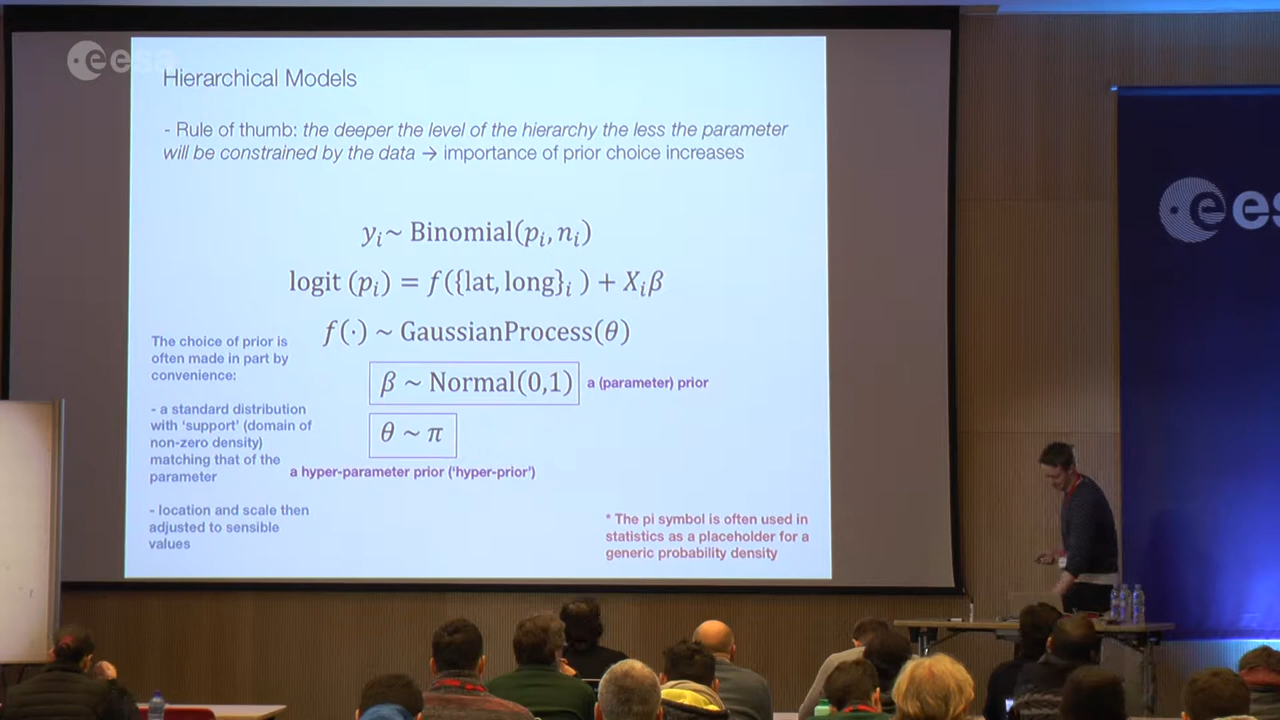 esa
Hierarchical Models
- Rule of thumb: the deeper the level of the hierarchy the less the parameter
will be constrained by the data → importance of prior choice increases
yᵢ ~ Binomial(pᵢ, nᵢ)
logit (pᵢ) = f({lat, long}ᵢ ) + Xᵢβ
f(·) ~ GaussianProcess(θ)
β ~ Normal(0,1)
a (parameter) prior
θ ~ π
a hyper-parameter prior (‘hyper-prior’)
The choice of prior is
often made in part by
convenience:
- a standard distribution
with ‘support’ (domain of
non-zero density)
matching that of the
parameter
- location and scale then
adjusted to sensible
values
* The pi symbol is often used in
statistics as a placeholder for a
generic probability density
es